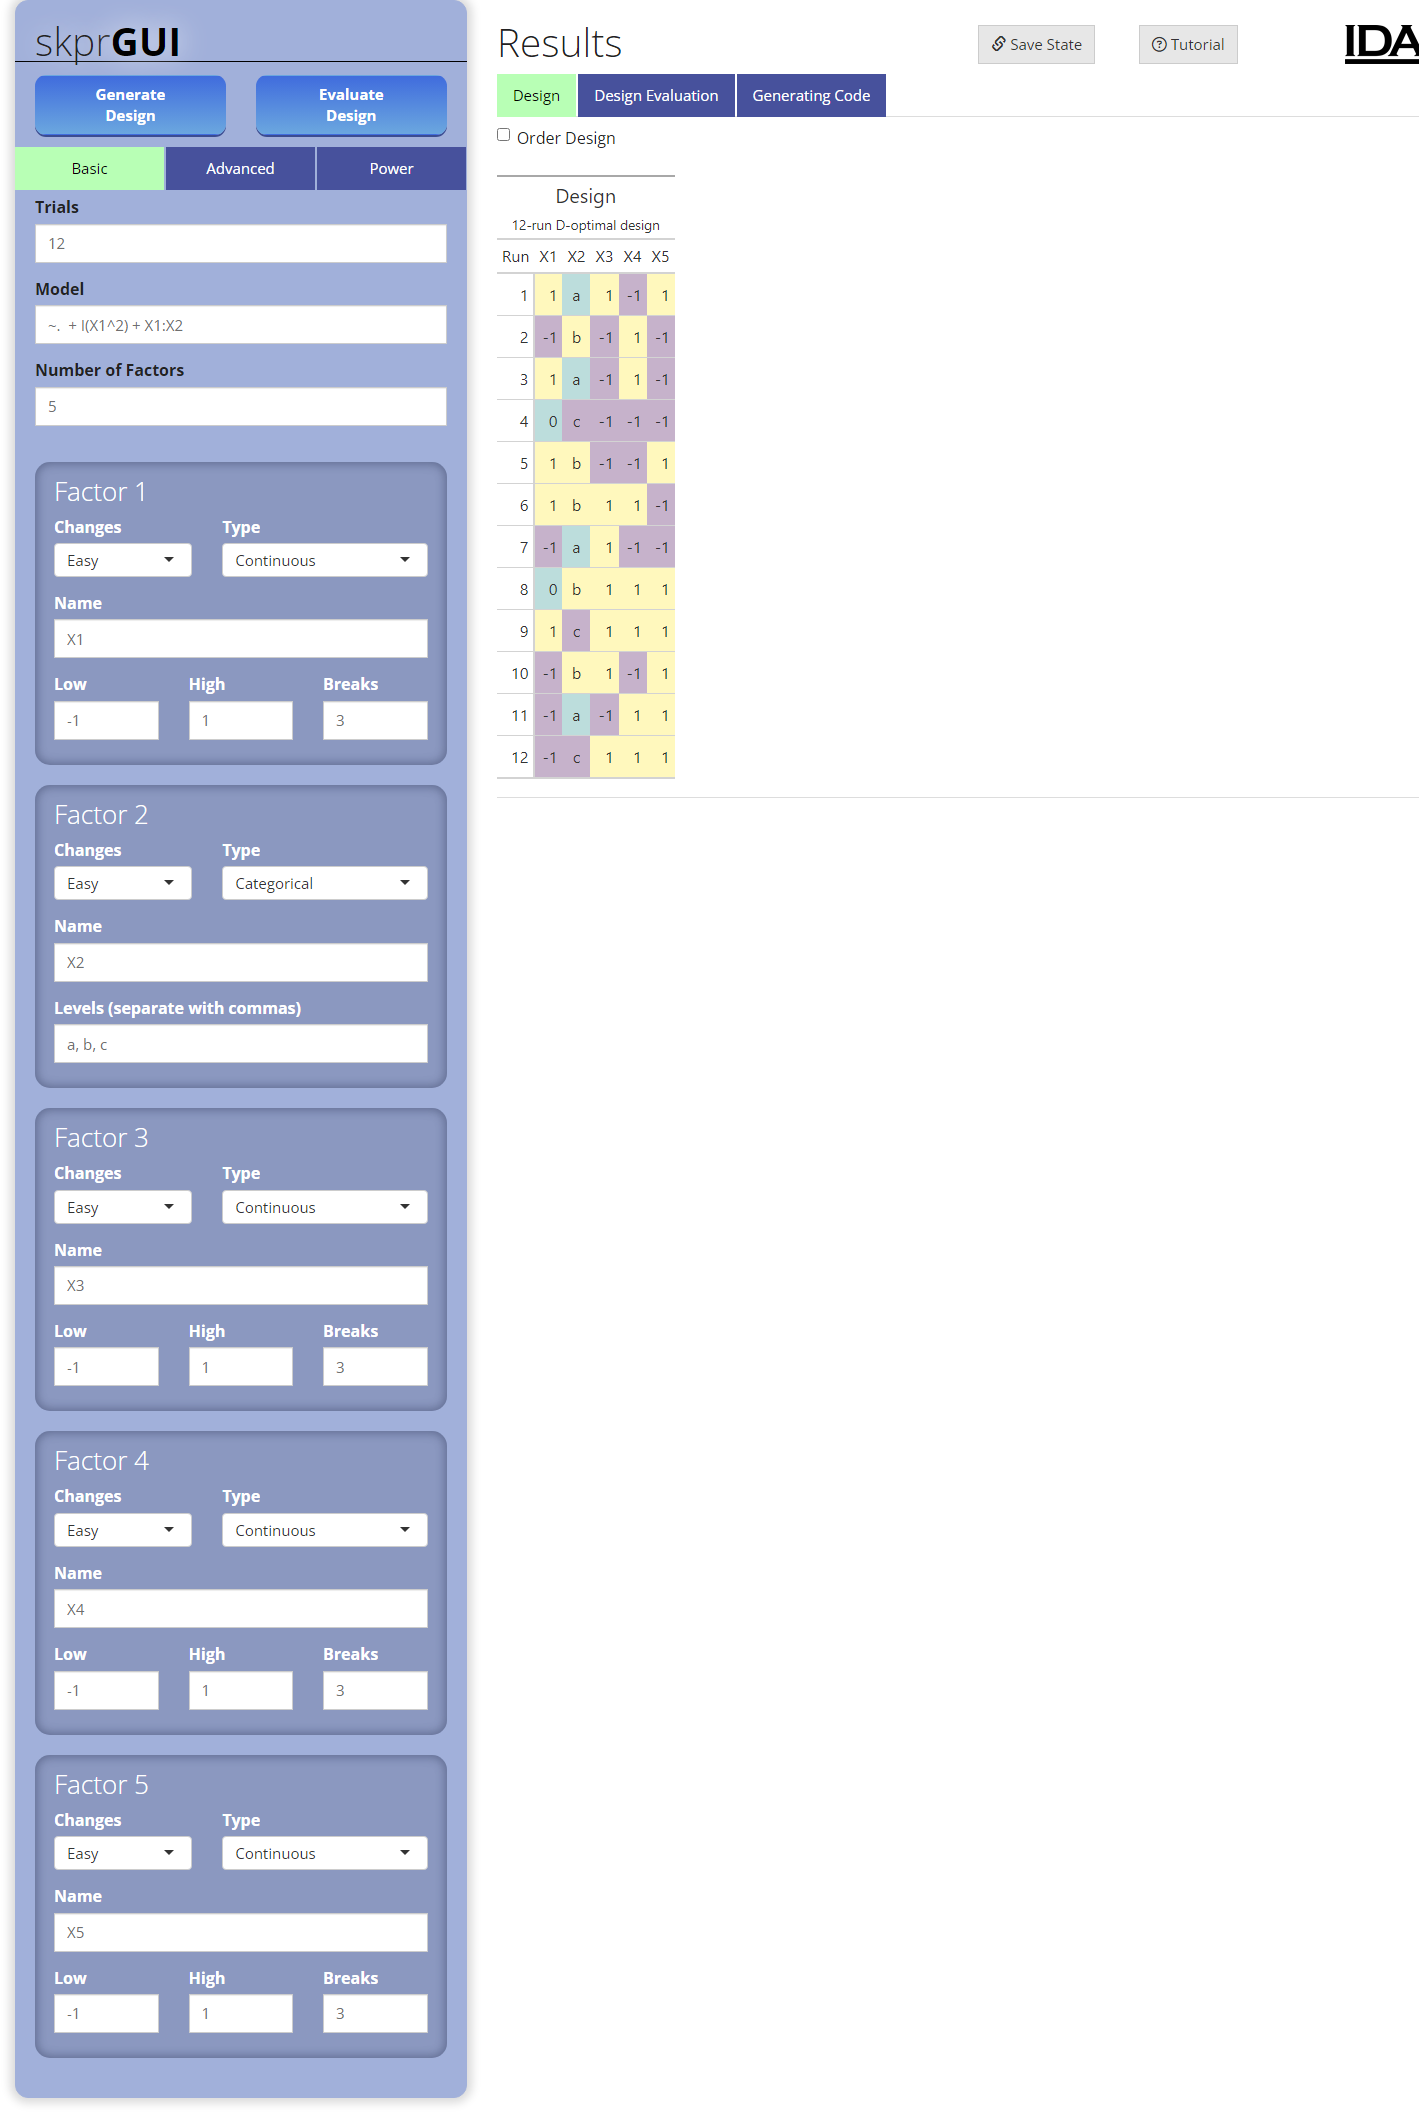 skprGUI
Generate
Design
Evaluate
Design
Basic Advanced Power
Trials
12
Model
~. + I(X1^2) + X1:X2
Number of Factors
5
Factor 1
Changes Type
Easy Continuous
Name
X1
Low High Breaks
-1 1 3
Factor 2
Changes Type
Easy Categorical
Name
X2
Levels (separate with commas)
a, b, c
Factor 3
Changes Type
Easy Continuous
Name
X3
Low High Breaks
-1 1 3
Factor 4
Changes Type
Easy Continuous
Name
X4
Low High Breaks
-1 1 3
Factor 5
Changes Type
Easy Continuous
Name
X5
Low High Breaks
-1 1 3
Results
Save State
Tutorial
IDA
Design Design Evaluation Generating Code
Order Design
Design
12-run D-optimal design
Run X1 X2 X3 X4 X5
1 1 a 1 -1 1
2 -1 b -1 1 -1
3 1 a -1 1 -1
4 0 c -1 -1 -1
5 1 b -1 -1 1
6 1 b 1 1 -1
7 -1 a 1 -1 -1
8 0 b 1 1 1
9 1 c 1 1 1
10 -1 b 1 -1 1
11 -1 a -1 1 1
12 -1 c 1 1 1